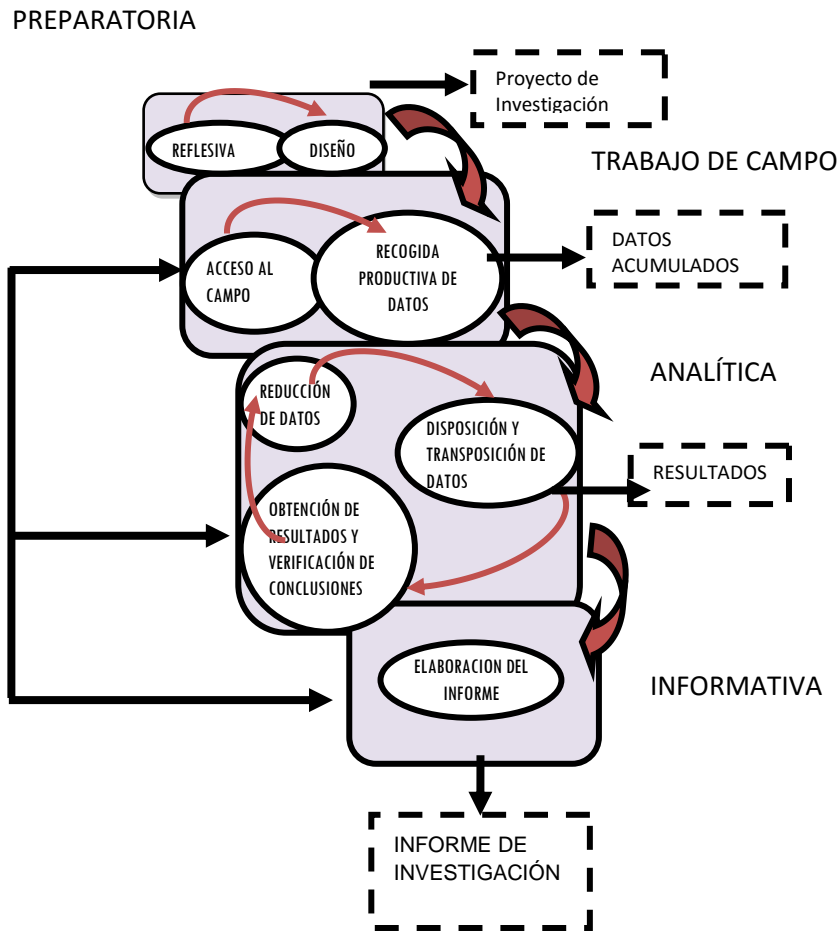 PREPARATORIA
Proyecto de
Investigación
REFLESIVA
DISEÑO
TRABAJO DE CAMPO
ACCESO AL
CAMPO
RECOGIDA
PRODUCTIVA DE
DATOS
DATOS
ACUMULADOS
ANALÍTICA
REDUCCIÓN
DE DATOS
DISPOSICIÓN Y
TRANSPOSICIÓN DE
DATOS
RESULTADOS
OBTENCIÓN DE
RESULTADOS Y
VERIFICACIÓN DE
CONCLUSIONES
ELABORACION DEL
INFORME
INFORMATIVA
INFORME DE
INVESTIGACIÓN